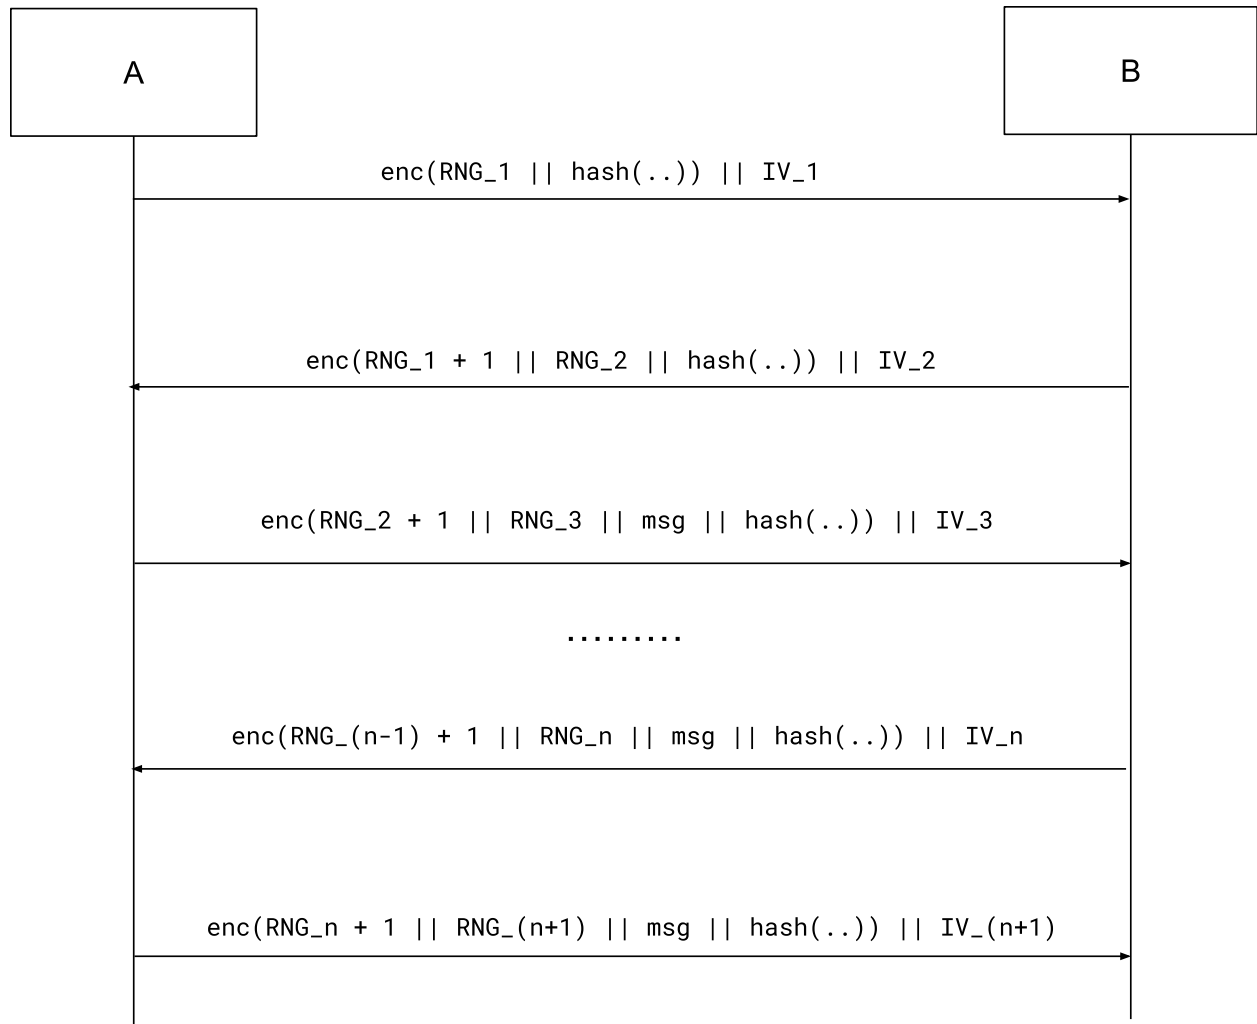 A
B
enc(RNG_1 || hash(..)) || IV_1
enc(RNG_1 + 1 || RNG_2 || hash(..)) || IV_2
enc(RNG_2 + 1 || RNG_3 || msg || hash(..)) || IV_3
.........
enc(RNG_(n-1) + 1 || RNG_n || msg || hash(..)) || IV_n
enc(RNG_n + 1 || RNG_(n+1) || msg || hash(..)) || IV_(n+1)